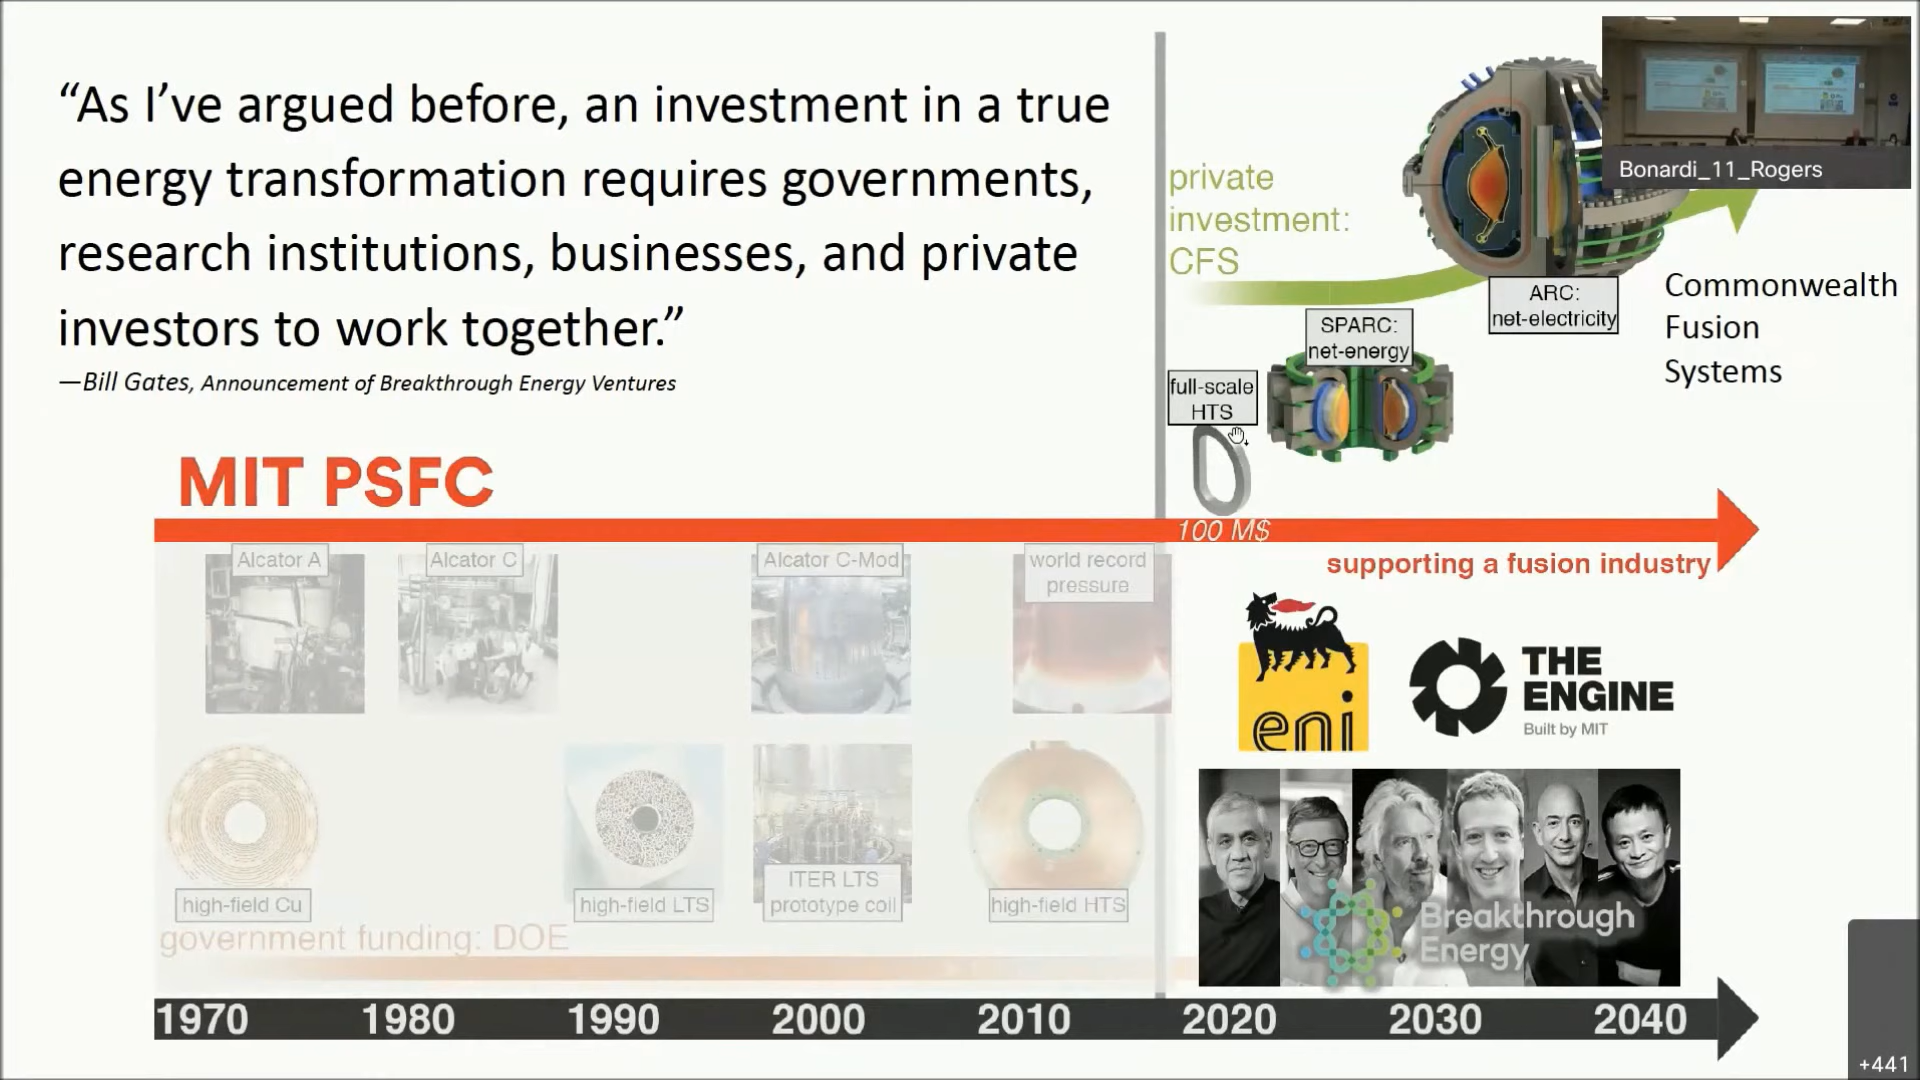 “As I’ve argued before, an investment in a true
energy transformation requires governments,
research institutions, businesses, and private
investors to work together.”
—Bill Gates, Announcement of Breakthrough Energy Ventures
private
investment:
CFS
Bonardi_11_Rogers
ARC:
net-electricity
Commonwealth
Fusion
Systems
SPARC:
net-energy
full-scale
HTS
MIT PSFC
100 M$
supporting a fusion industry
Alcator A
Alcator C
Alcator C-Mod
world record
pressure
eni
THE
ENGINE
Built by MIT
high-field Cu
high-field LTS
ITER LTS
prototype coil
high-field HTS
Breakthrough
Energy
government funding: DOE
1970 1980 1990 2000 2010 2020 2030 2040
+441